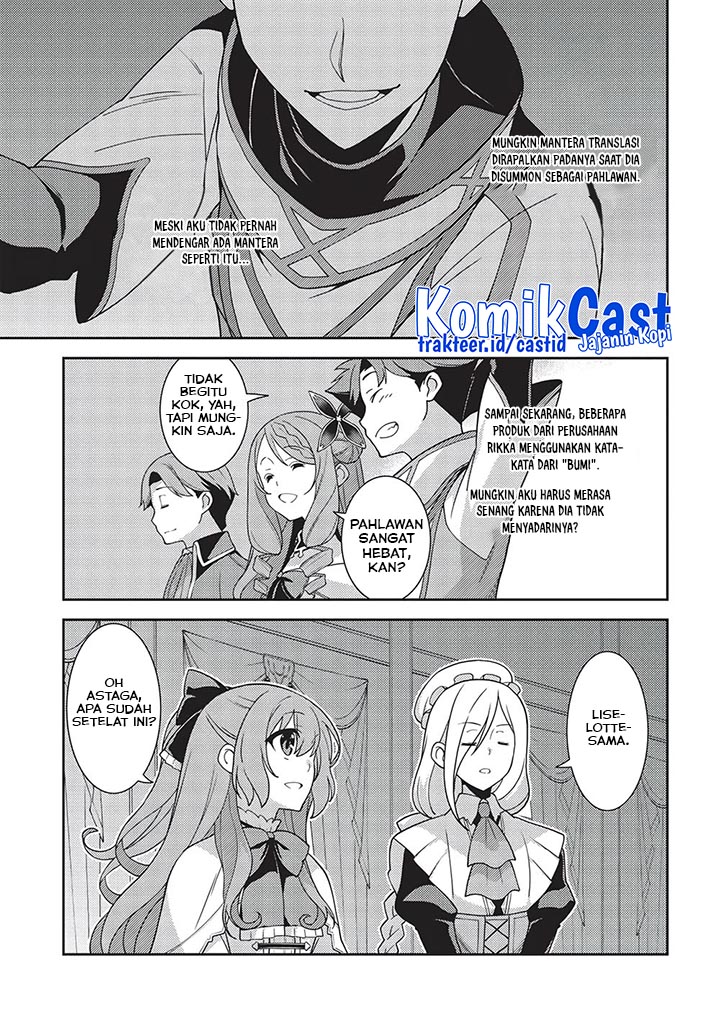 MUNGKIN MANTERA TRANSLASI
DIRAPALKAN PADANYA SAAT DIA
DISUMMON SEBAGAI PAHLAWAN.
MESKI AKU TIDAK PERNAH
MENDENGAR ADA MANTERA
SEPERTI ITU...
KomikCast
trakteer.id/castid
Jajanin Kopi
SAMPAI SEKARANG, BEBERAPA
PRODUK DARI PERUSAHAAN
RIKKA MENGGUNAKAN KATA-
KATA DARI "BUMI".
MUNGKIN AKU HARUS MERASA
SENANG KARENA DIA TIDAK
MENYADARINYA?
PAHLAWAN
SANGAT
HEBAT,
KAN?
TIDAK
BEGITU
KOK, YAH,
TAPI MUNG-
KIN SAJA.
LISE-
LOTTE-
SAMA.
OH
ASTAGA,
APA SUDAH
SETELAT INI?